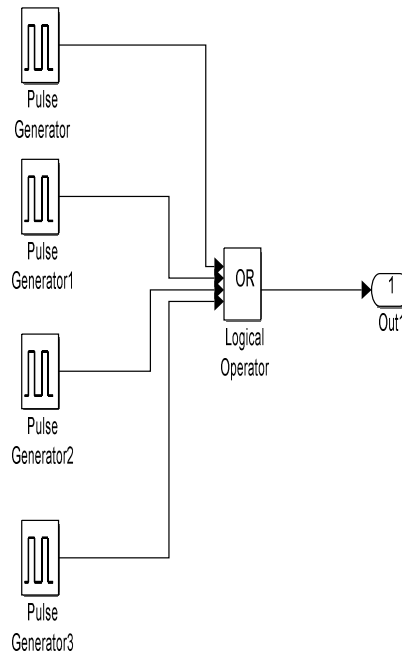 Pulse
Generator
Pulse
Generator1
OR
1
Logical
Operator
Out1
Pulse
Generator2
Pulse
Generator3